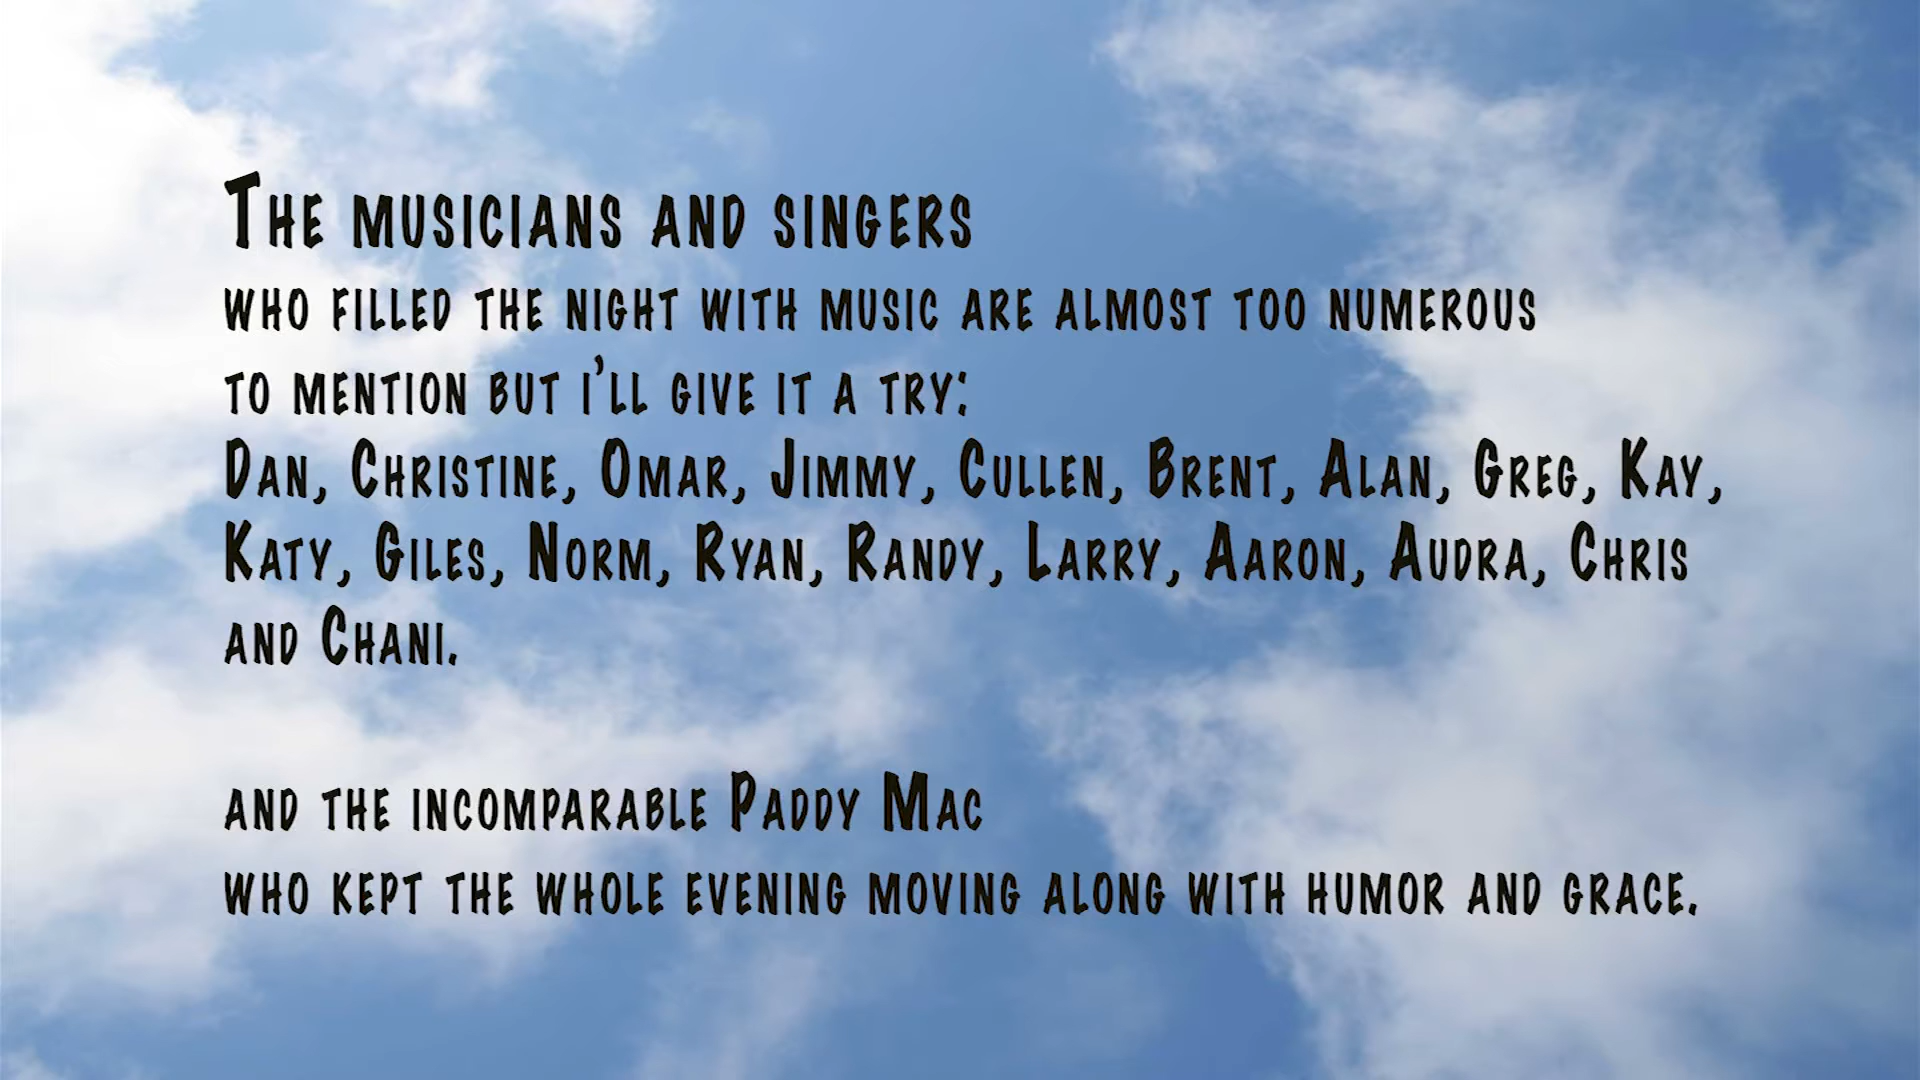 The musicians and singers
who filled the night with music are almost too numerous
to mention but I'll give it a try:
Dan, Christine, Omar, Jimmy, Cullen, Brent, Alan, Greg, Kay,
Katy, Giles, Norm, Ryan, Randy, Larry, Aaron, Audra, Chris
and Chani.
and the incomparable Paddy Mac
who kept the whole evening moving along with humor and grace.